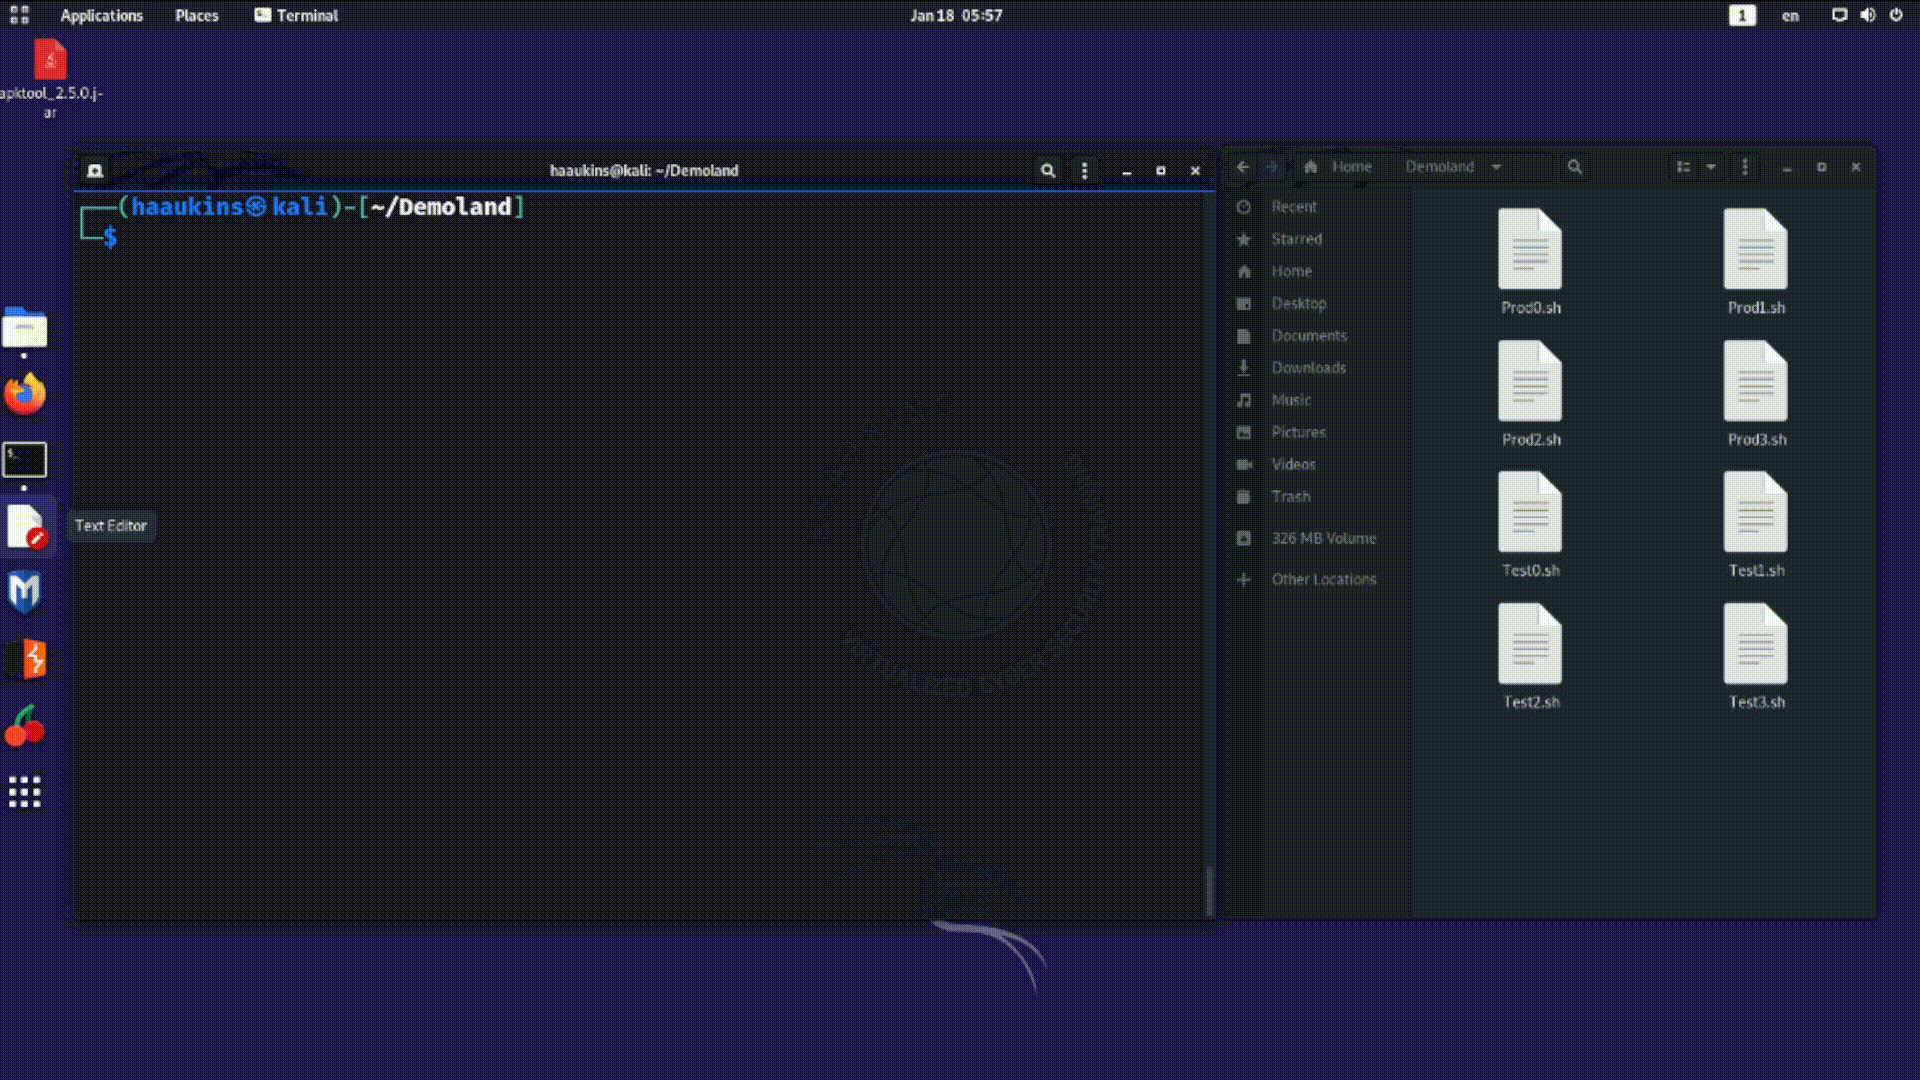 Applications Places Terminal Jan 18 05:57 1 en
apktool_2.5.0.j-
ar
haaukins@kali: ~/Demoland
┌──(haaukins㉿kali)-[~/Demoland]
└─$
Text Editor
HAAUKINS
VIRTUALIZED CYBER SECURITY TRAINING
Home Demoland
Recent
Starred
Home
Desktop
Documents
Downloads
Music
Pictures
Videos
Trash
326 MB Volume
Other Locations
Prod0.sh Prod1.sh
Prod2.sh Prod3.sh
Test0.sh Test1.sh
Test2.sh Test3.sh